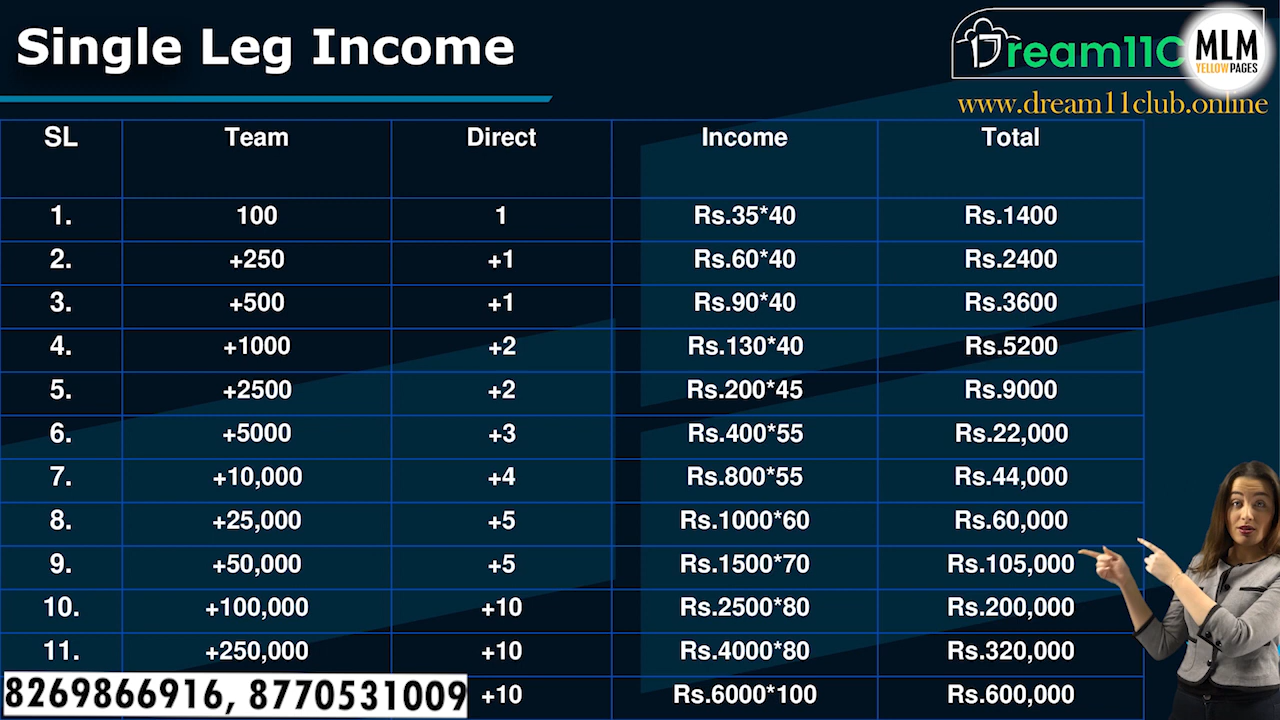 Single Leg Income
Dream11C
MLM
YELLOW PAGES
www.dream11club.online
SL Team Direct Income Total
1. 100 1 Rs.35*40 Rs.1400
2. +250 +1 Rs.60*40 Rs.2400
3. +500 +1 Rs.90*40 Rs.3600
4. +1000 +2 Rs.130*40 Rs.5200
5. +2500 +2 Rs.200*45 Rs.9000
6. +5000 +3 Rs.400*55 Rs.22,000
7. +10,000 +4 Rs.800*55 Rs.44,000
8. +25,000 +5 Rs.1000*60 Rs.60,000
9. +50,000 +5 Rs.1500*70 Rs.105,000
10. +100,000 +10 Rs.2500*80 Rs.200,000
11. +250,000 +10 Rs.4000*80 Rs.320,000
8269866916, 8770531009 +10 Rs.6000*100 Rs.600,000